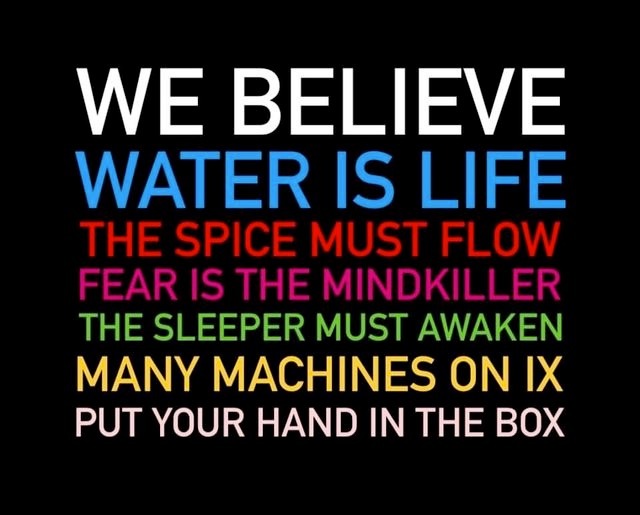 WE BELIEVE
WATER IS LIFE
THE SPICE MUST FLOW
FEAR IS THE MINDKILLER
THE SLEEPER MUST AWAKEN
MANY MACHINES ON IX
PUT YOUR HAND IN THE BOX